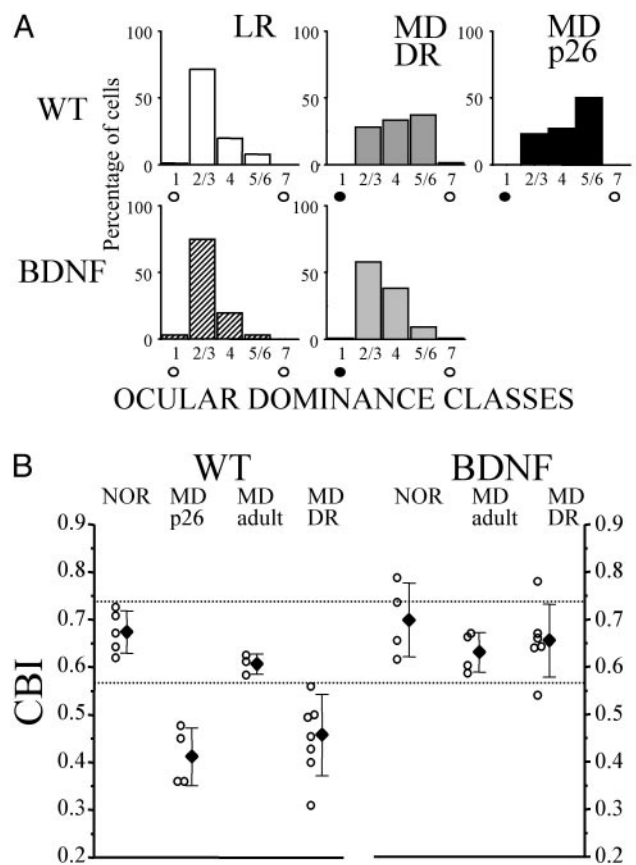 A
LR MD DR MD p26
WT
Percentage of cells
100 100 100
50 50 50
0 0 0
1 2/3 4 5/6 7 1 2/3 4 5/6 7 1 2/3 4 5/6 7
BDNF
100 100
50 50
0 0
1 2/3 4 5/6 7 1 2/3 4 5/6 7
OCULAR DOMINANCE CLASSES
B
WT BDNF
NOR MD p26 MD adult MD DR NOR MD adult MD DR
CBI
0.9 0.9
0.8 0.8
0.7 0.7
0.6 0.6
0.5 0.5
0.4 0.4
0.3 0.3
0.2 0.2